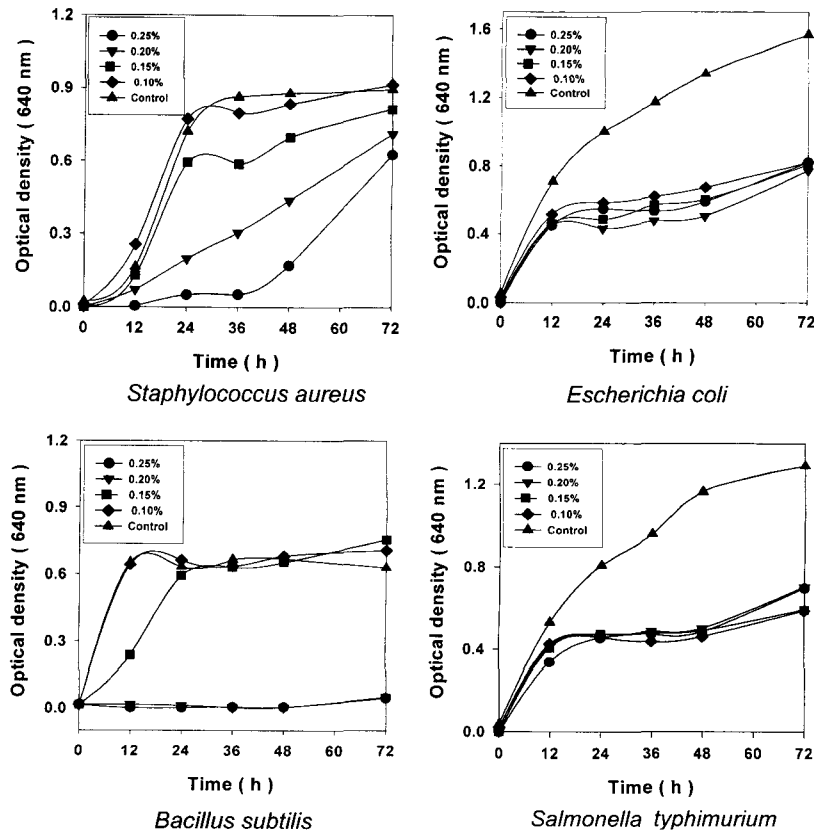 1.2
0.9
0.6
0.3
0.0
Optical density ( 640 nm)
0.25%
0.20%
0.15%
0.10%
Control
0 12 24 36 48 60 72
Time ( h )
Staphylococcus aureus
1.6
1.2
0.8
0.4
0.0
Optical density ( 640 nm)
0.25%
0.20%
0.15%
0.10%
Control
0 12 24 36 48 60 72
Time ( h )
Escherichia coli
1.2
0.9
0.6
0.3
0.0
Optical density ( 640 nm)
0.25%
0.20%
0.15%
0.10%
Control
0 12 24 36 48 60 72
Time ( h )
Bacillus subtilis
1.2
0.8
0.4
0.0
Optical density ( 640 nm)
0.25%
0.20%
0.15%
0.10%
Control
0 12 24 36 48 60 72
Time ( h )
Salmonella typhimurium